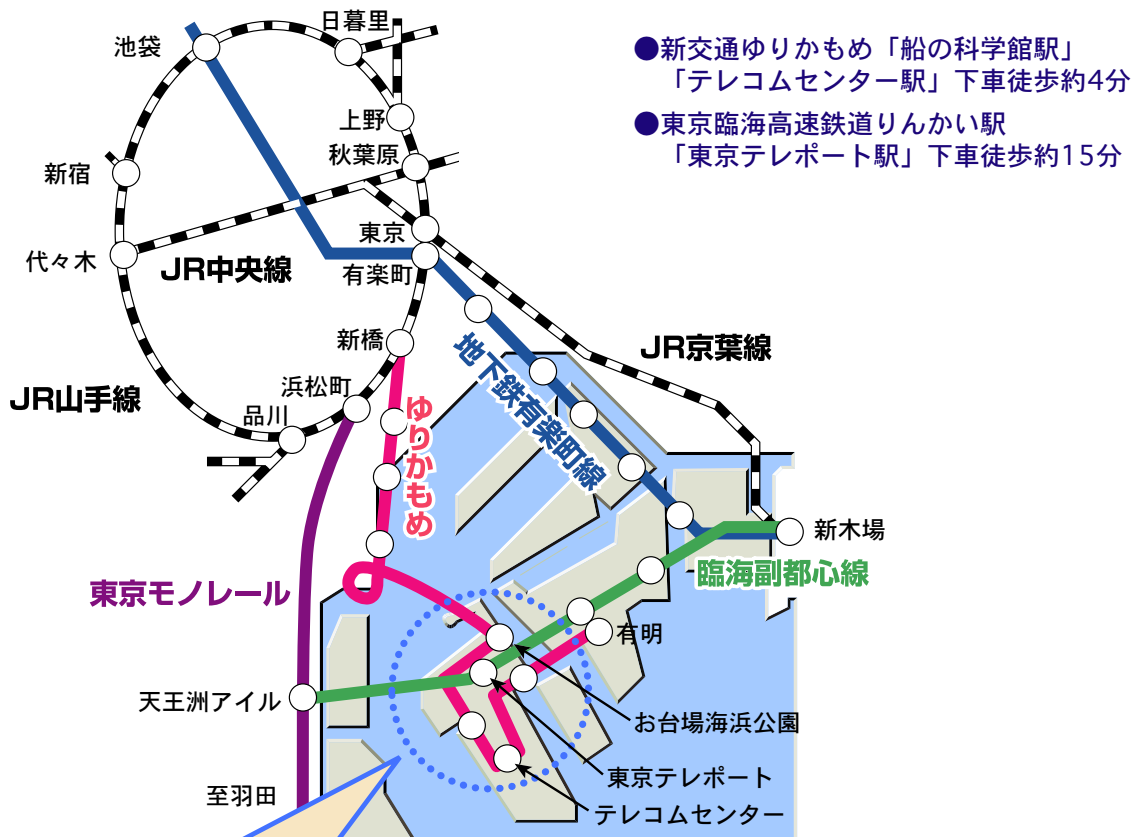 日暮里
池袋
●新交通ゆりかもめ「船の科学館駅」
「テレコムセンター駅」下車徒歩約4分
●東京臨海高速鉄道りんかい駅
「東京テレポート駅」下車徒歩約15分
上野
秋葉原
新宿
東京
代々木
JR中央線
有楽町
新橋
地下鉄有楽町線
JR京葉線
浜松町
JR山手線
品川
ゆりかもめ
新木場
臨海副都心線
東京モノレール
有明
天王洲アイル
お台場海浜公園
東京テレポート
至羽田
テレコムセンター